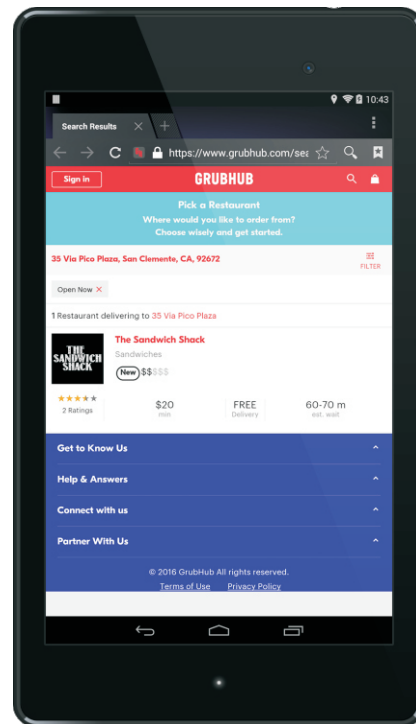 10:43
Search Results
https://www.grubhub.com/sea
Sign in
GRUBHUB
Pick a Restaurant
Where would you like to order from?
Choose wisely and get started.
35 Via Pico Plaza, San Clemente, CA, 92672
FILTER
Open Now X
1 Restaurant delivering to 35 Via Pico Plaza
THE
SANDWICH
SHACK
The Sandwich Shack
Sandwiches
New $$$$$
2 Ratings
$20
min
FREE
Delivery
60-70 m
est. wait
Get to Know Us
Help & Answers
Connect with us
Partner With Us
© 2016 GrubHub All rights reserved.
Terms of Use Privacy Policy